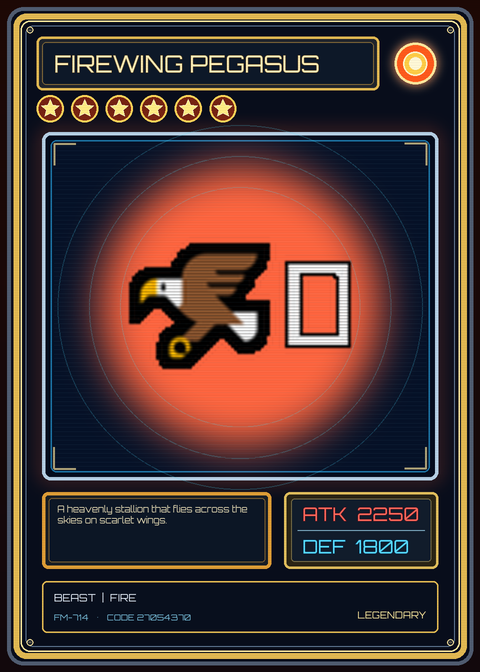 FIREWING PEGASUS
A heavenly stallion that flies across the
skies on scarlet wings.
ATK 2250
DEF 1800
BEAST | FIRE
FM-714 · CODE 27054370
LEGENDARY